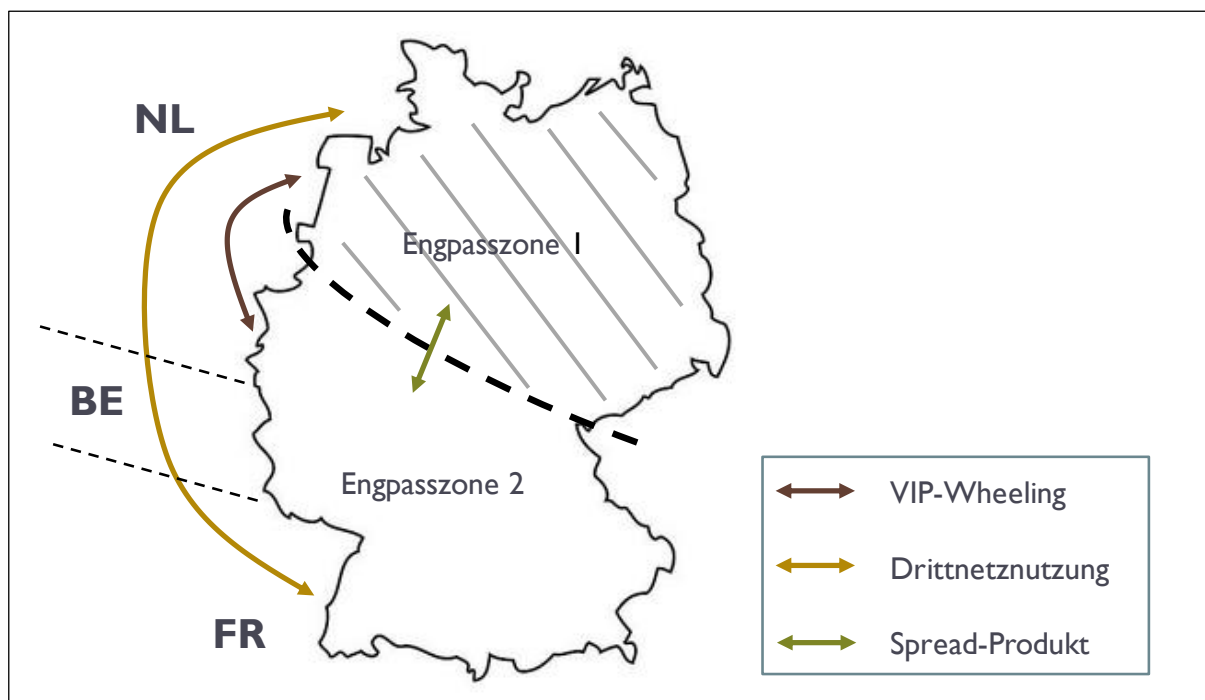 NL
Engpasszone 1
BE
Engpasszone 2
FR
VIP-Wheeling
Drittnetznutzung
Spread-Produkt